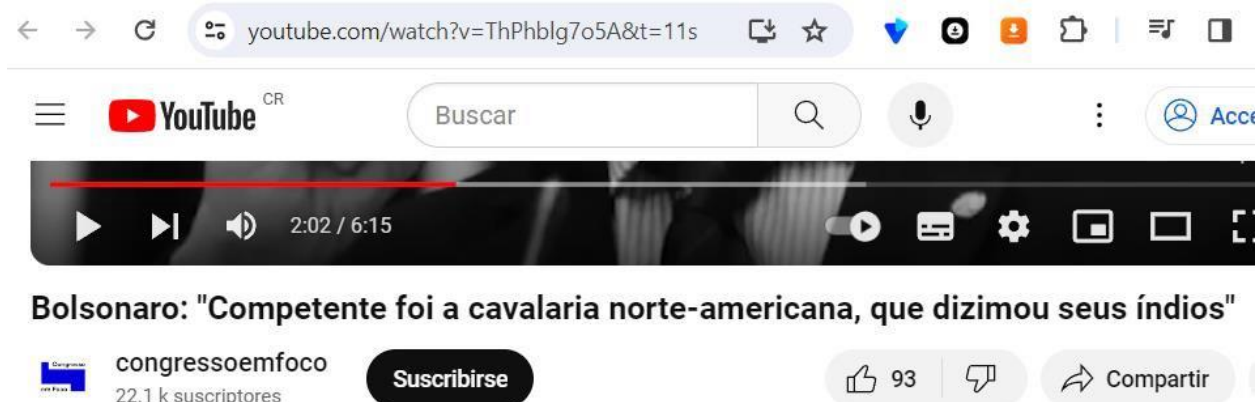 youtube.com/watch?v=ThPhblg7o5A&t=11s
YouTube CR
Buscar
Acce
2:02 / 6:15
Bolsonaro: "Competente foi a cavalaria norte-americana, que dizimou seus índios"
congressoemfoco
22.1 k suscriptores
Suscribirse
93
Compartir